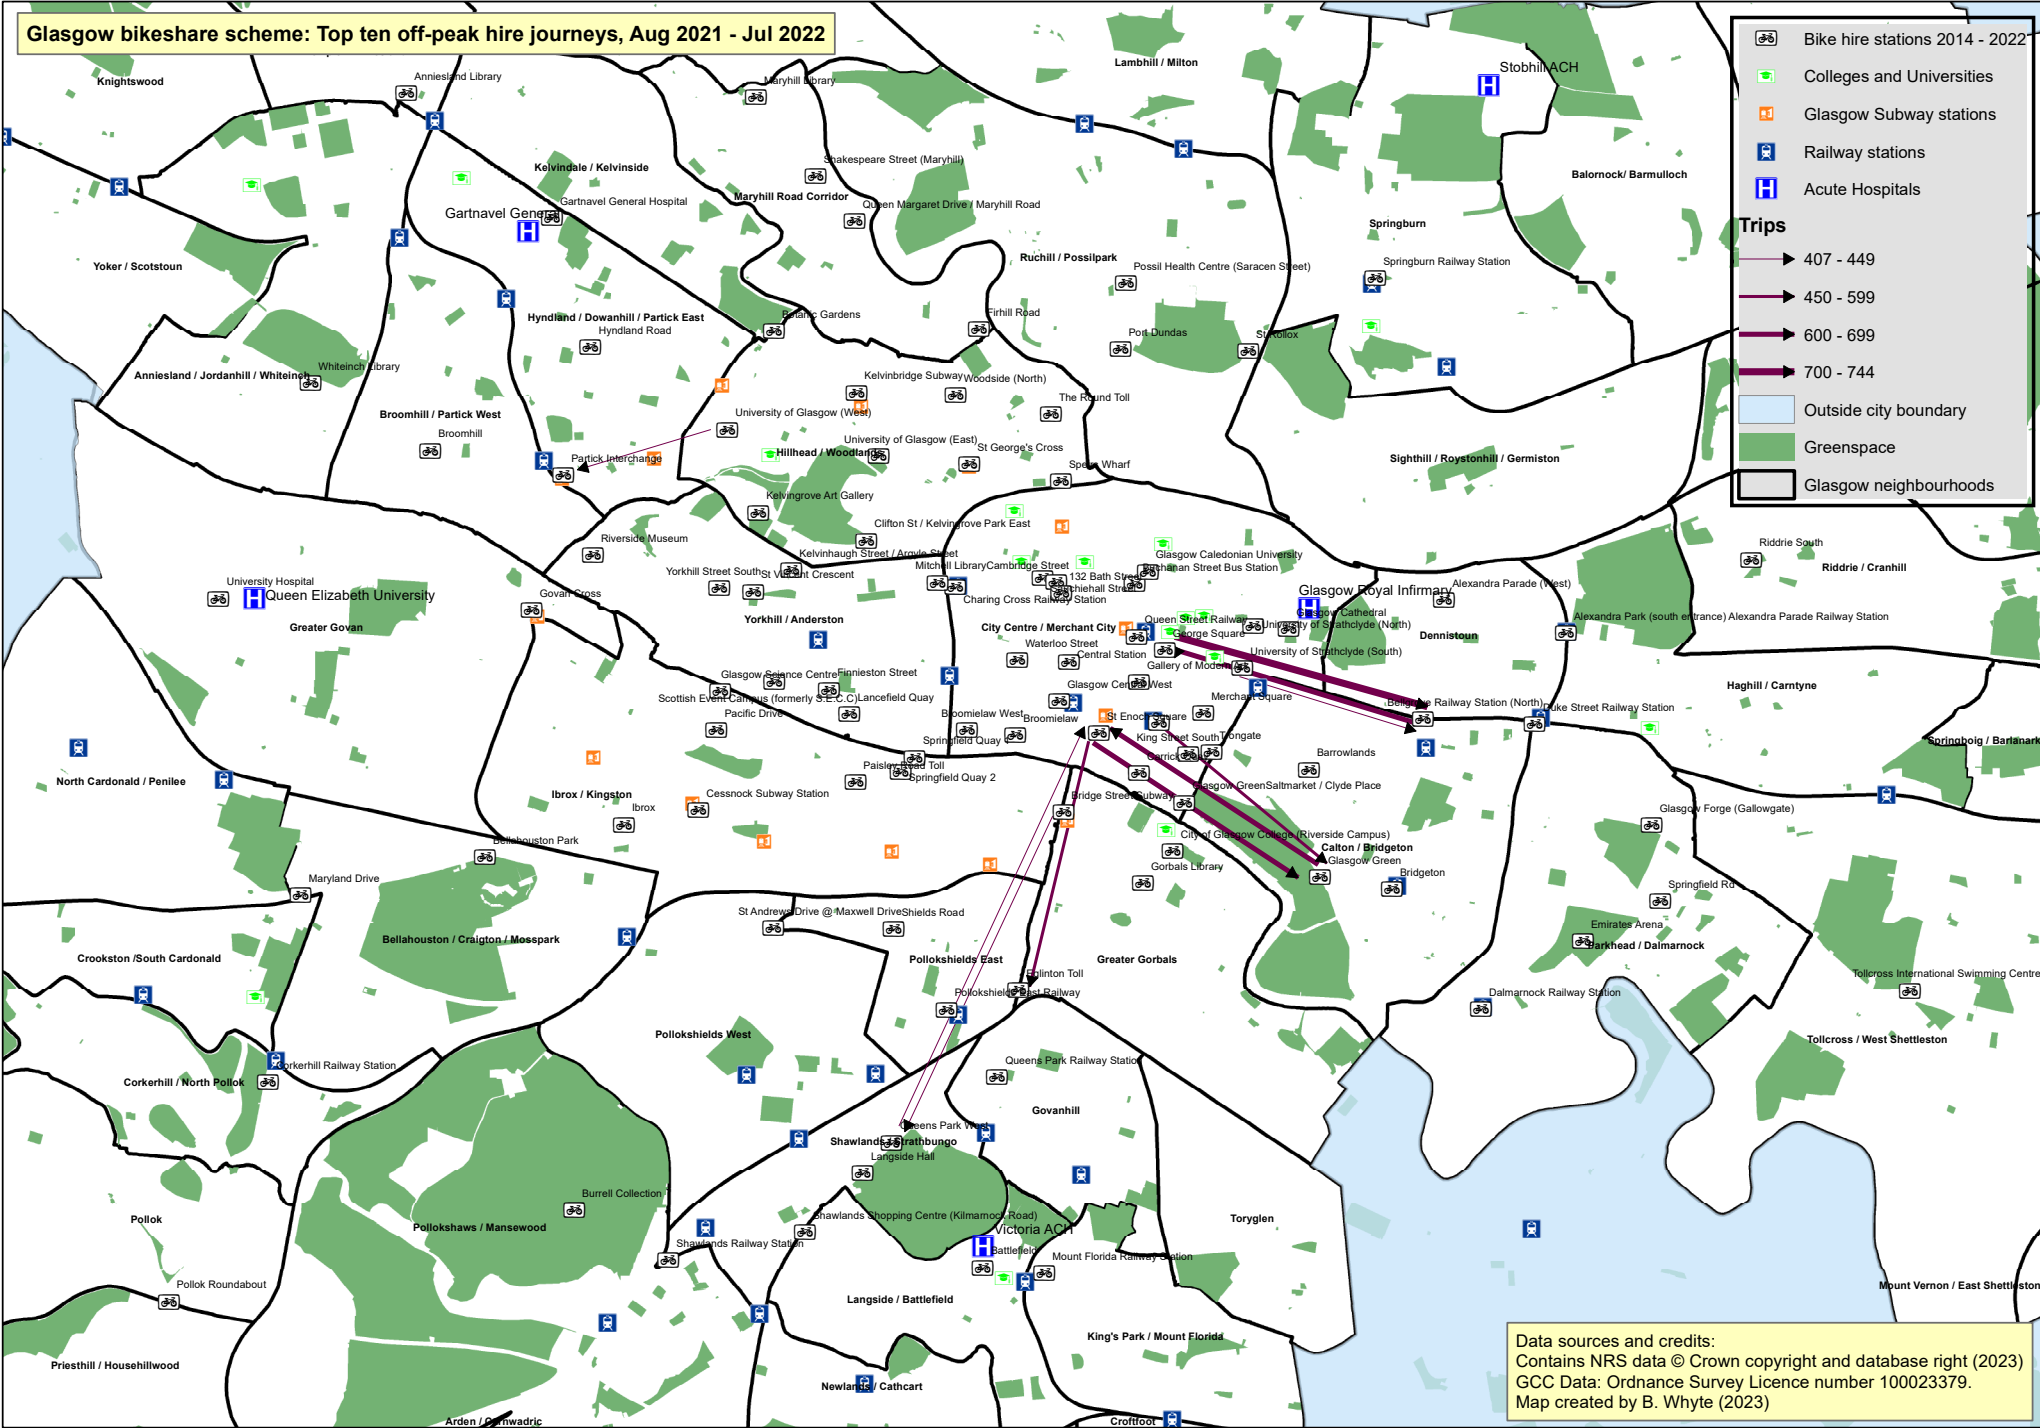 Glasgow bikeshare scheme: Top ten off-peak hire journeys, Aug 2021 - Jul 2022
Bike hire stations 2014 - 2022
Colleges and Universities
Glasgow Subway stations
Railway stations
Acute Hospitals
Trips
407 - 449
450 - 599
600 - 699
700 - 744
Outside city boundary
Greenspace
Glasgow neighbourhoods
Knightswood
Anniesland Library
Maryhill Library
Lambhill / Milton
Stobhill ACH
Kelvindale / Kelvinside
Shakespeare Street (Maryhill)
Maryhill Road Corridor
Balornock/ Barmulloch
Gartnavel General
Gartnavel General Hospital
Queen Margaret Drive / Maryhill Road
Springburn
Yoker / Scotstoun
Ruchill / Possilpark
Possil Health Centre (Saracen Street)
Springburn Railway Station
Hyndland / Dowanhill / Partick East
Hyndland Road
Botanic Gardens
Firhill Road
Port Dundas
St Rollox
Anniesland / Jordanhill / Whiteinch
Whiteinch Library
Kelvinbridge Subway
Woodside (North)
The Round Toll
Broomhill / Partick West
Broomhill
University of Glasgow (West)
University of Glasgow (East)
Hillhead / Woodlands
St George's Cross
Partick Interchange
Speirs Wharf
Sighthill / Roystonhill / Germiston
Kelvingrove Art Gallery
Clifton St / Kelvingrove Park East
Riverside Museum
Kelvinhaugh Street / Argyle Street
Glasgow Caledonian University
Buchanan Street Bus Station
Riddrie South
Riddrie / Cranhill
Yorkhill Street South
St Vincent Crescent
Mitchell Library
Cambridge Street
132 Bath Street
Charing Cross Railway Station
University Hospital
Queen Elizabeth University
Greater Govan
Govan Cross
Yorkhill / Anderston
City Centre / Merchant City
Glasgow Royal Infirmary
Glasgow Cathedral
Alexandra Parade (West)
Alexandra Park (south entrance)
Alexandra Parade Railway Station
Queen Street Railway
University of Strathclyde (North)
George Square
Dennistoun
Waterloo Street
Central Station
University of Strathclyde (South)
Gallery of Modern Art
Glasgow Science Centre
Finnieston Street
Scottish Event Campus (formerly S.E.C.C)
Lancefield Quay
Glasgow Central West
Merchant Square
Bellgrove Railway Station (North)
Duke Street Railway Station
Haghill / Carntyne
Pacific Drive
Broomielaw West
Broomielaw
St Enoch Square
King Street South
Trongate
Barrowlands
Springboig / Barlanark
Springfield Quay
Springfield Quay 2
Paisley Road Toll
North Cardonald / Penilee
Ibrox / Kingston
Ibrox
Cessnock Subway Station
Bridge Street Subway
Glasgow Green
Saltmarket / Clyde Place
Glasgow Forge (Gallowgate)
City of Glasgow College (Riverside Campus)
Calton / Bridgeton
Glasgow Green
Bridgeton
Gorbals Library
Bellahouston Park
Maryland Drive
Springfield Rd
Emirates Arena
Parkhead / Dalmarnock
St Andrews Drive @ Maxwell Drive
Shields Road
Bellahouston / Craigton / Mosspark
Crookston /South Cardonald
Pollokshields East
Greater Gorbals
Eglinton Toll
Pollokshields East Railway
Dalmarnock Railway Station
Tollcross International Swimming Centre
Pollokshields West
Tollcross / West Shettleston
Corkerhill Railway Station
Corkerhill / North Pollok
Queens Park Railway Station
Govanhill
Queens Park West
Shawlands / Strathbungo
Langside Hall
Burrell Collection
Pollok
Pollokshaws / Mansewood
Shawlands Shopping Centre (Kilmarnock Road)
Victoria ACH
Battlefield
Toryglen
Shawlands Railway Station
Mount Florida Railway Station
Pollok Roundabout
Langside / Battlefield
Mount Vernon / East Shettleston
King's Park / Mount Florida
Priesthill / Househillwood
Newlands / Cathcart
Arden / Carnwadric
Croftfoot
Data sources and credits:
Contains NRS data © Crown copyright and database right (2023)
GCC Data: Ordnance Survey Licence number 100023379.
Map created by B. Whyte (2023)